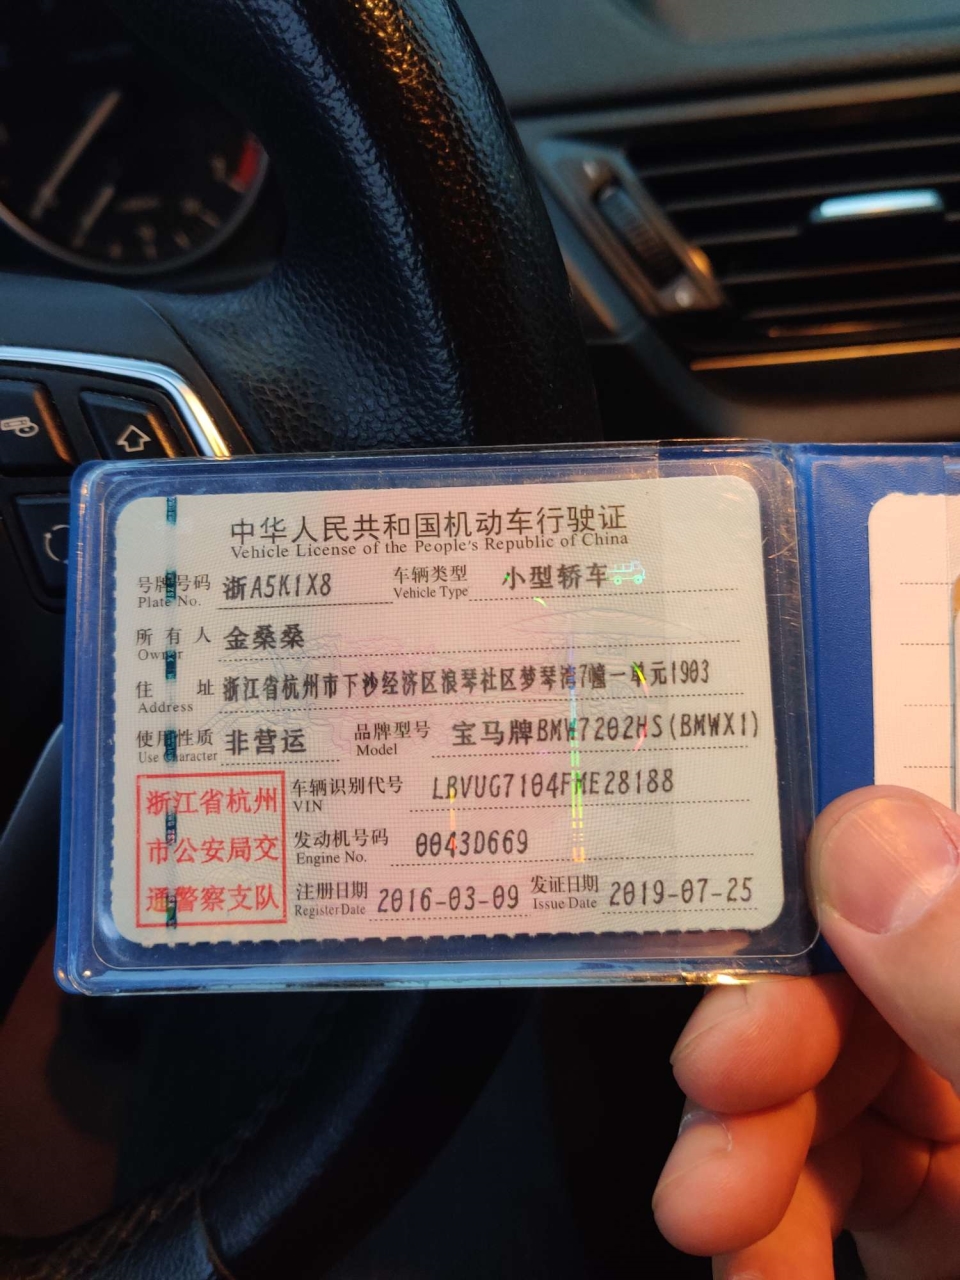 中华人民共和国机动车行驶证
Vehicle License of the People's Republic of China
号牌号码 浙A5K1X8 车辆类型 小型轿车
Plate No. Vehicle Type
所有人 金桑桑
Owner
住址 浙江省杭州市下沙经济区浪琴社区梦琴湾7幢一单元1903
Address
使用性质 非营运 品牌型号 宝马牌BMW7202HS(BMWX1)
Use Character Model
浙江省杭州 车辆识别代号 LBVUG7104FME28188
VIN
市公安局交 发动机号码 0043D669
Engine No.
通警察支队 注册日期 2016-03-09 发证日期 2019-07-25
Register Date Issue Date